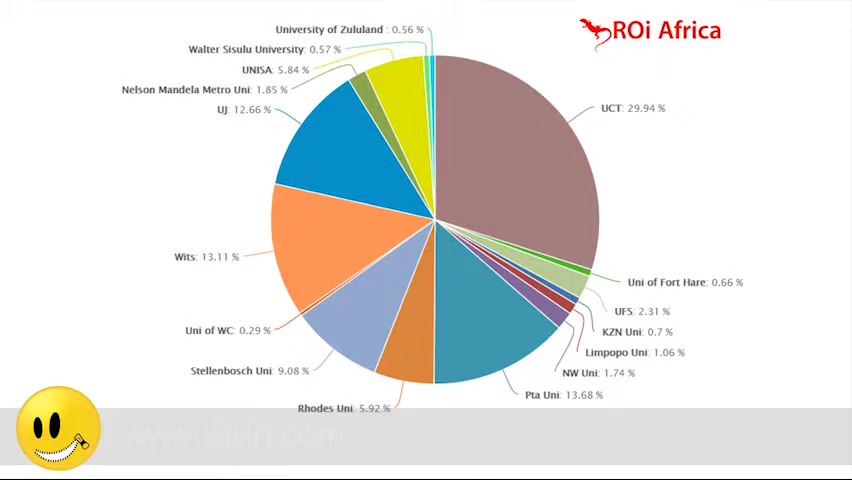 University of Zululand : 0.56 %
ROi Africa
Walter Sisulu University: 0.57 %
UNISA: 5.84 %
Nelson Mandela Metro Uni: 1.85 %
UJ: 12.66 %
UCT: 29.94 %
Wits: 13.11 %
Uni of Fort Hare: 0.66 %
UFS: 2.31 %
Uni of WC: 0.29 %
KZN Uni: 0.7 %
Limpopo Uni: 1.06 %
Stellenbosch Uni: 9.08 %
NW Uni: 1.74 %
Pta Uni: 13.68 %
Rhodes Uni: 5.92 %